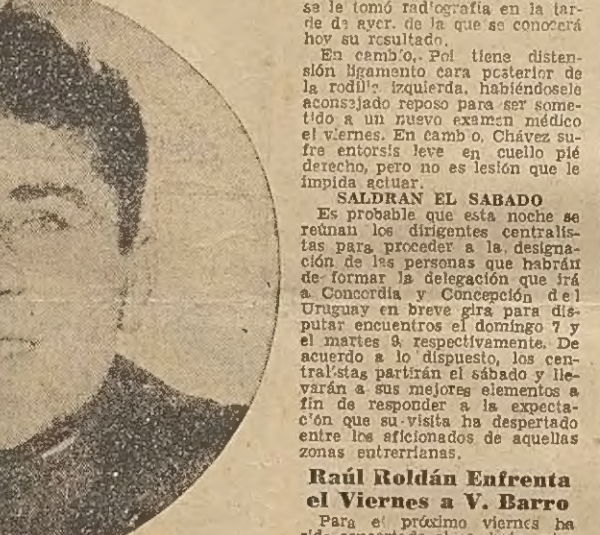 se le tomó radiografía en la tar-
de de ayer, de la que se conocerá
hoy su resultado.
En cambio, Poi tiene disten-
sión ligamento cara posterior de
la rodilla izquierda, habiéndosele
aconsejado reposo para ser some-
tido a un nuevo examen médico
el viernes. En cambio, Chávez su-
fre entorsis leve en cuello pié
derecho, pero no es lesión que le
impida actuar.
SALDRAN EL SABADO
Es probable que esta noche se
reúnan los dirigentes centralis-
tas para proceder a la designa-
ción de las personas que habrán
de formar la delegación que irá
a Concordia y Concepción del
Uruguay en breve gira para dis-
putar encuentros el domingo 7 y
el martes 9, respectivamente. De
acuerdo a lo dispuesto, los cen-
tralistas partirán el sábado y lle-
varán a sus mejores elementos a
fin de responder a la expecta-
ción que su visita ha despertado
entre los aficionados de aquellas
zonas entrerrianas.
Raúl Roldán Enfrenta
el Viernes a V. Barro
Para el próximo viernes ha